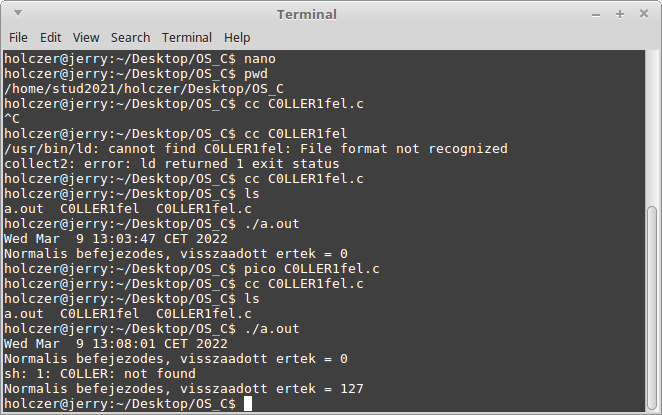 Terminal
File Edit View Search Terminal Help
holczer@jerry:~/Desktop/OS_C$ nano
holczer@jerry:~/Desktop/OS_C$ pwd
/home/stud2021/holczer/Desktop/OS_C
holczer@jerry:~/Desktop/OS_C$ cc C0LLER1fel.c
^C
holczer@jerry:~/Desktop/OS_C$ cc C0LLER1fel
/usr/bin/ld: cannot find C0LLER1fel: File format not recognized
collect2: error: ld returned 1 exit status
holczer@jerry:~/Desktop/OS_C$ cc C0LLER1fel.c
holczer@jerry:~/Desktop/OS_C$ ls
a.out  C0LLER1fel  C0LLER1fel.c
holczer@jerry:~/Desktop/OS_C$ ./a.out
Wed Mar  9 13:03:47 CET 2022
Normalis befejezodes, visszaadott ertek = 0
holczer@jerry:~/Desktop/OS_C$ pico C0LLER1fel.c
holczer@jerry:~/Desktop/OS_C$ cc C0LLER1fel.c
holczer@jerry:~/Desktop/OS_C$ ls
a.out  C0LLER1fel  C0LLER1fel.c
holczer@jerry:~/Desktop/OS_C$ ./a.out
Wed Mar  9 13:08:01 CET 2022
Normalis befejezodes, visszaadott ertek = 0
sh: 1: C0LLER: not found
Normalis befejezodes, visszaadott ertek = 127
holczer@jerry:~/Desktop/OS_C$